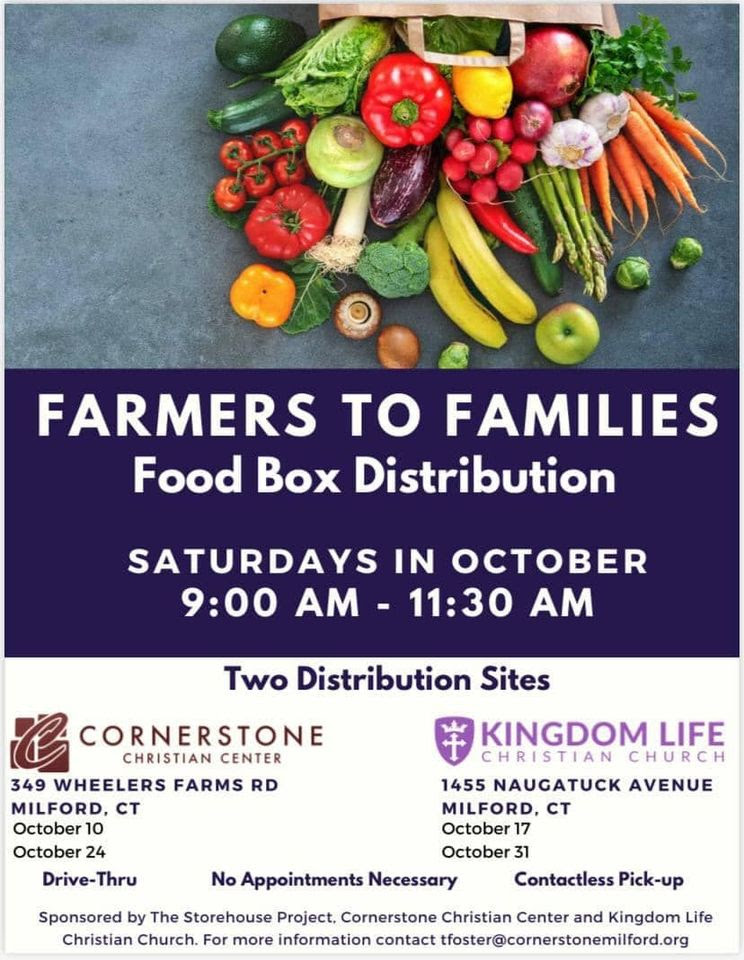 FARMERS TO FAMILIES
Food Box Distribution
SATURDAYS IN OCTOBER
9:00 AM - 11:30 AM
Two Distribution Sites
CORNERSTONE
CHRISTIAN CENTER
349 WHEELERS FARMS RD
MILFORD, CT
October 10
October 24
KINGDOM LIFE
CHRISTIAN CHURCH
1455 NAUGATUCK AVENUE
MILFORD, CT
October 17
October 31
Drive-Thru No Appointments Necessary Contactless Pick-up
Sponsored by The Storehouse Project, Cornerstone Christian Center and Kingdom Life
Christian Church. For more information contact tfoster@cornerstonemilford.org